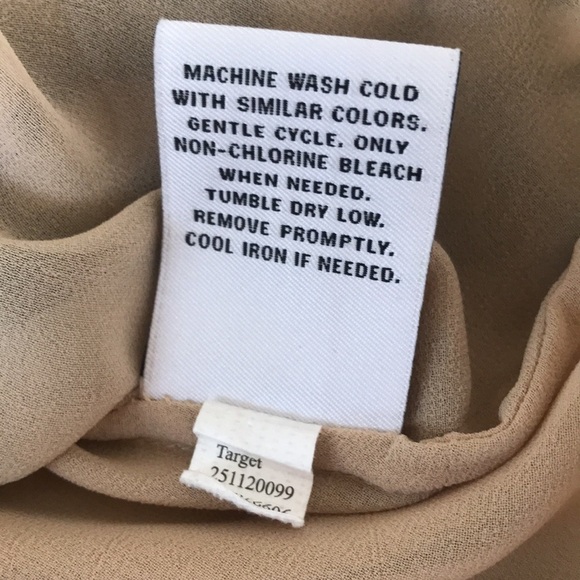 MACHINE WASH COLD
WITH SIMILAR COLORS.
GENTLE CYCLE. ONLY
NON-CHLORINE BLEACH
WHEN NEEDED.
TUMBLE DRY LOW.
REMOVE PROMPTLY.
COOL IRON IF NEEDED.
Target
251120099